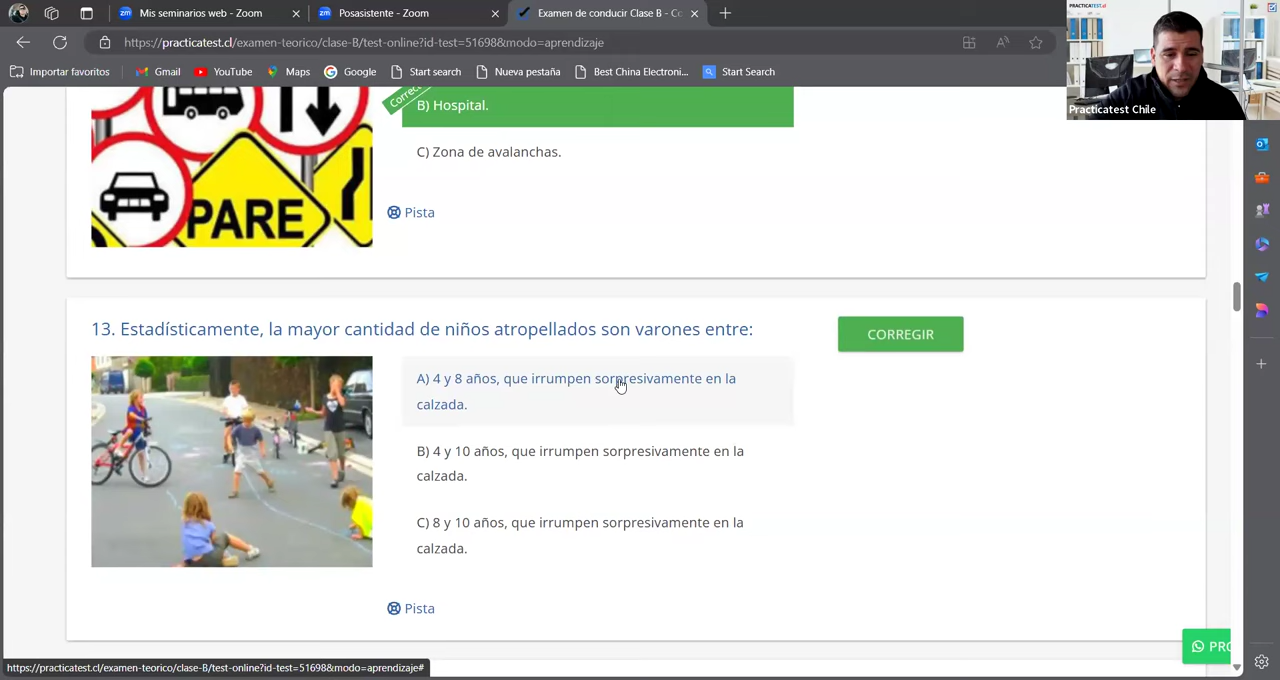 Mis seminarios web - Zoom
Posasistente - Zoom
Examen de conducir Clase B - Co
https://practicatest.cl/examen-teorico/clase-B/test-online?id-test=51698&modo=aprendizaje
Importar favoritos
Gmail
YouTube
Maps
Google
Start search
Nueva pestaña
Best China Electroni...
Start Search
PRACTICATEST.cl
Practicatest Chile
Correc
B) Hospital.
C) Zona de avalanchas.
PARE
Pista
13. Estadísticamente, la mayor cantidad de niños atropellados son varones entre:
CORREGIR
A) 4 y 8 años, que irrumpen sorpresivamente en la
calzada.
B) 4 y 10 años, que irrumpen sorpresivamente en la
calzada.
C) 8 y 10 años, que irrumpen sorpresivamente en la
calzada.
Pista
PRO
https://practicatest.cl/examen-teorico/clase-B/test-online?id-test=51698&modo=aprendizaje#